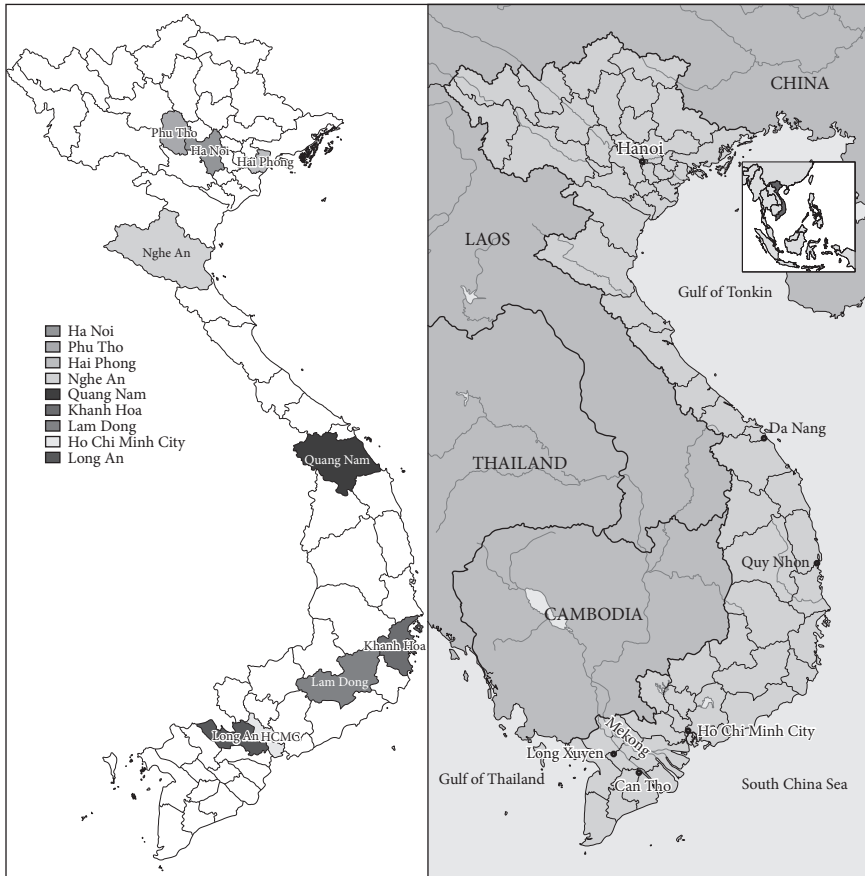 Phu Tho
Ha Noi
Hai Phong
Nghe An
Ha Noi
Phu Tho
Hai Phong
Nghe An
Quang Nam
Khanh Hoa
Lam Dong
Ho Chi Minh City
Long An
Quang Nam
Khanh Hoa
Lam Dong
Long An
HCMC
CHINA
Hanoi
LAOS
Gulf of Tonkin
Da Nang
THAILAND
Quy Nhon
CAMBODIA
Mekong
Ho Chi Minh City
Long Xuyen
Gulf of Thailand
Can Tho
South China Sea